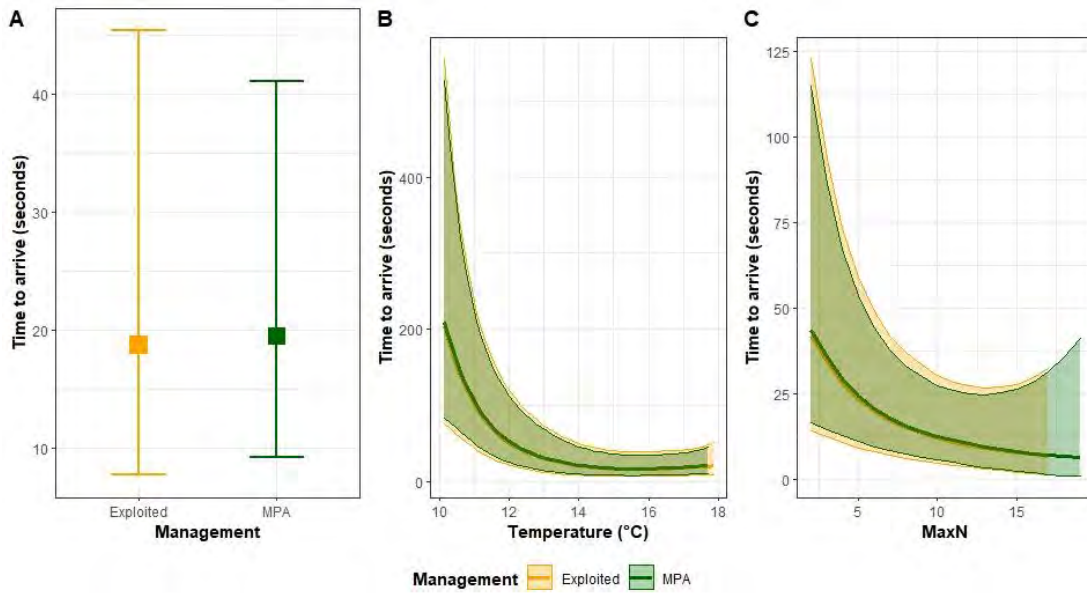 A
Time to arrive (seconds)
40
30
20
10
Exploited MPA
Management
B
Time to arrive (seconds)
400
200
0
10 12 14 16 18
Temperature (°C)
C
Time to arrive (seconds)
125
100
75
50
25
0
5 10 15
MaxN
Management Exploited MPA